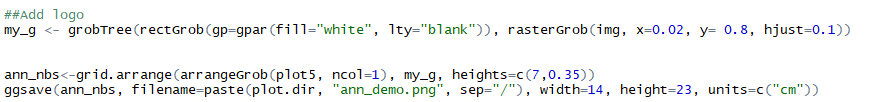 ##Add logo
my_g <- grobTree(rectGrob(gp=gpar(fill="white", lty="blank")), rasterGrob(img, x=0.02, y= 0.8, hjust=0.1))
ann_nbs<-grid.arrange(arrangeGrob(plot5, ncol=1), my_g, heights=c(7,0.35))
ggsave(ann_nbs, filename=paste(plot.dir, "ann_demo.png", sep="/"), width=14, height=23, units=c("cm"))